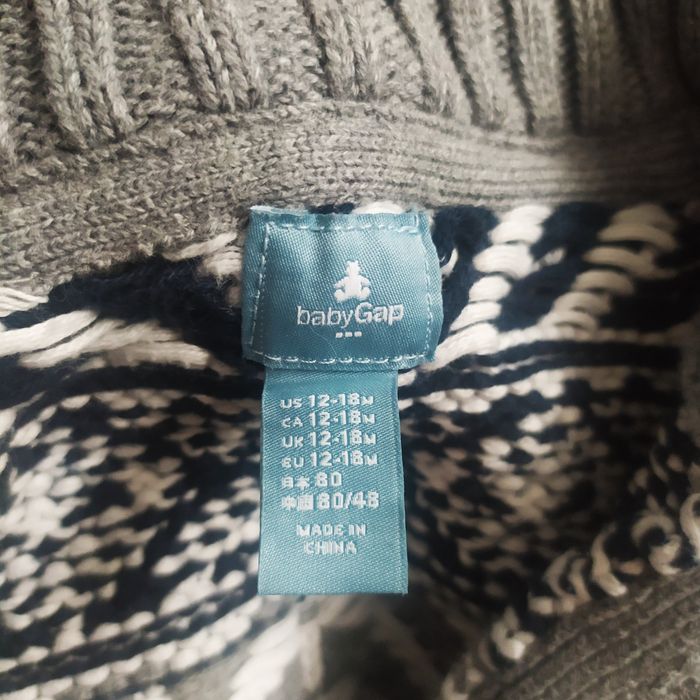 babyGap
US 12-18M
CA 12-18M
UK 12-18M
EU 12-18M
日本 80
中國 80/48
MADE IN
CHINA